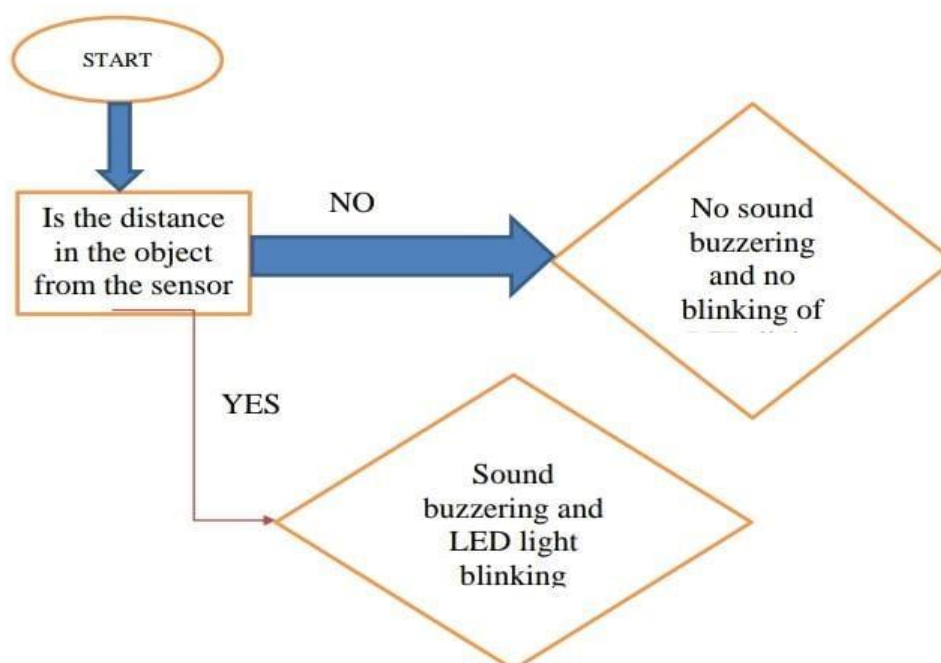 START
Is the distance
in the object
from the sensor
NO
No sound
buzzering
and no
blinking of
YES
Sound
buzzering and
LED light
blinking